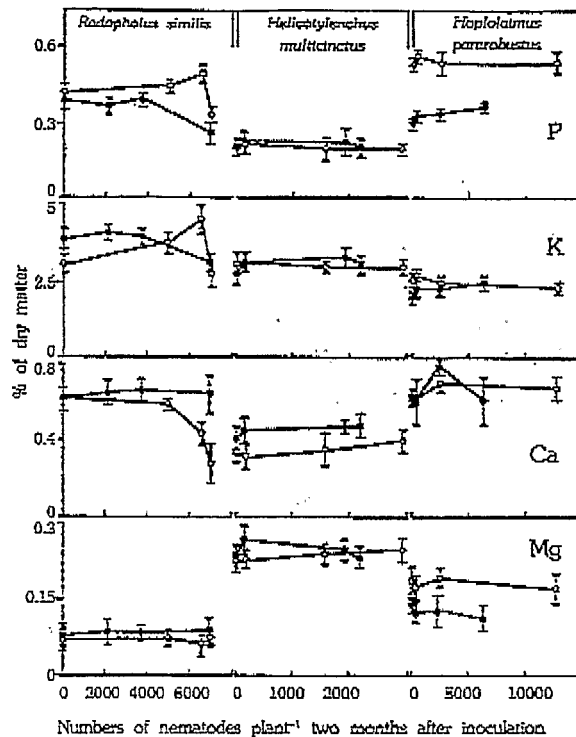 Radopholus similis
Helicotylenchus
multicinctus
Hoplolaimus
pararobustus
0.6
0.3
0
P
5
2.5
0
K
0.8
0.4
0
Ca
0.3
0.15
0
Mg
% of dry matter
0 2000 4000 6000 0 1000 2000 0 5000 10000
Numbers of nematodes plant⁻¹ two months after inoculation